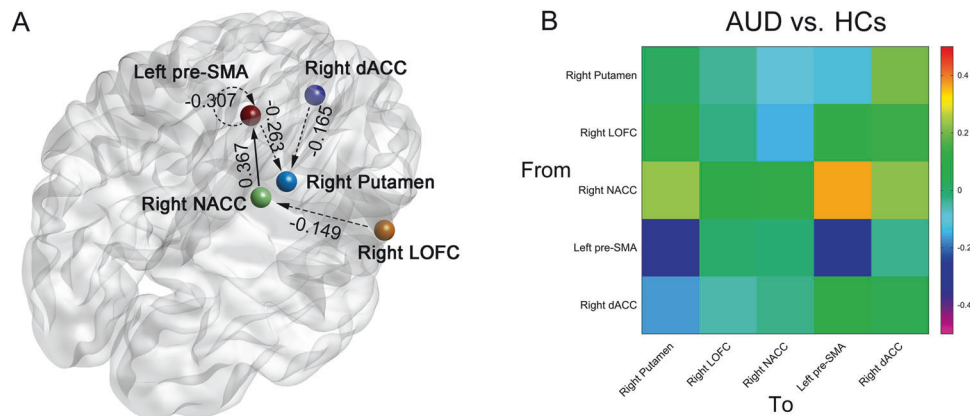 A
Left pre-SMA
Right dACC
-0.307
-0.263
-0.165
0.367
Right Putamen
Right NACC
-0.149
Right LOFC
B
AUD vs. HCs
From
Right Putamen
Right LOFC
Right NACC
Left pre-SMA
Right dACC
Right Putamen
Right LOFC
Right NACC
Left pre-SMA
Right dACC
To
0.4
0.2
0
-0.2
-0.4